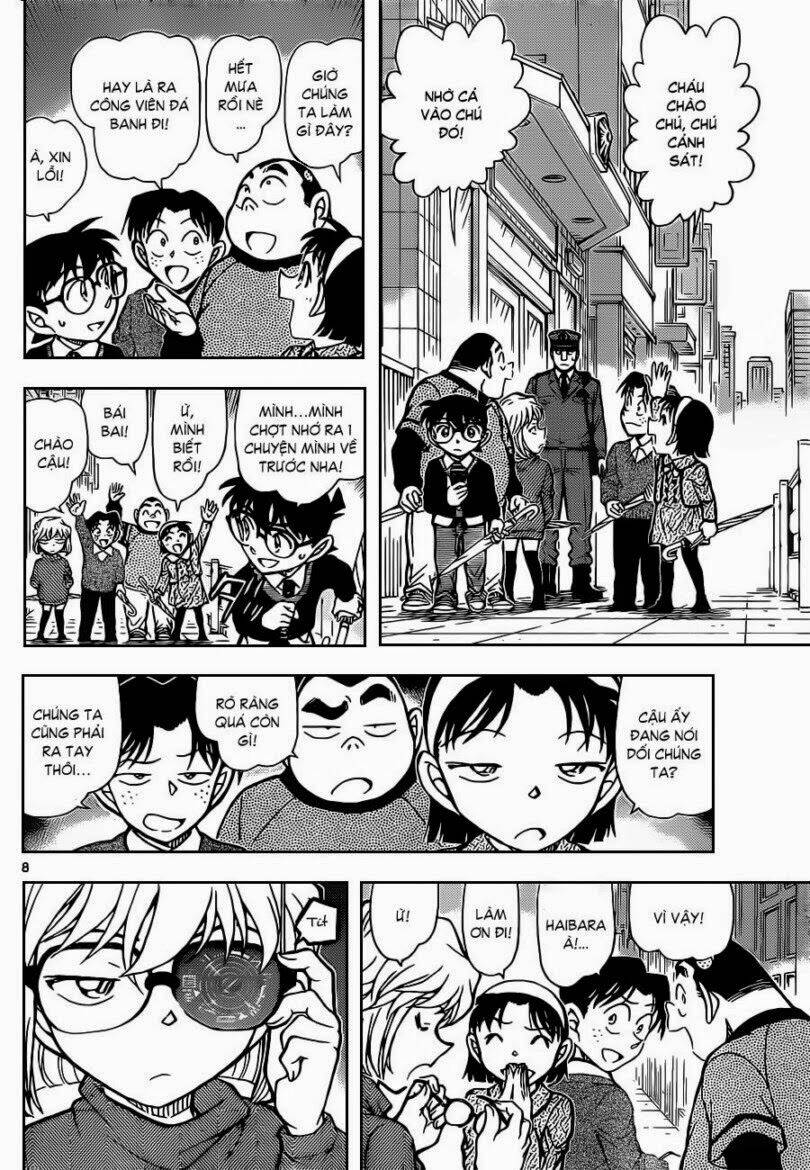 CHÁU
CHÀO
CHÚ, CHÚ
CẢNH
SÁT!
NHỜ CẢ
VÀO CHÚ
ĐÓ!
GIỜ
CHÚNG
TA LÀM
GÌ ĐÂY?
HẾT
MƯA
RỒI NÈ
...
HAY LÀ RA
CÔNG VIÊN ĐÁ
BANH ĐI!
À, XIN
LỖI!
MÌNH...MÌNH
CHỢT NHỚ RA 1
CHUYỆN MÌNH VỀ
TRƯỚC NHA!
Ừ,
MÌNH
BIẾT
RỒI!
BÁI
BAI!
CHÀO
CẬU!
CẬU ẤY
ĐANG NÓI
DỐI CHÚNG
TA?
RÕ RÀNG
QUÁ CÒN
GÌ!
CHÚNG TA
CŨNG PHẢI
RA TAY
THÔI...
8
VÌ VẬY!
HAIBARA
À!...
LÀM
ƠN ĐI!
Ừ!